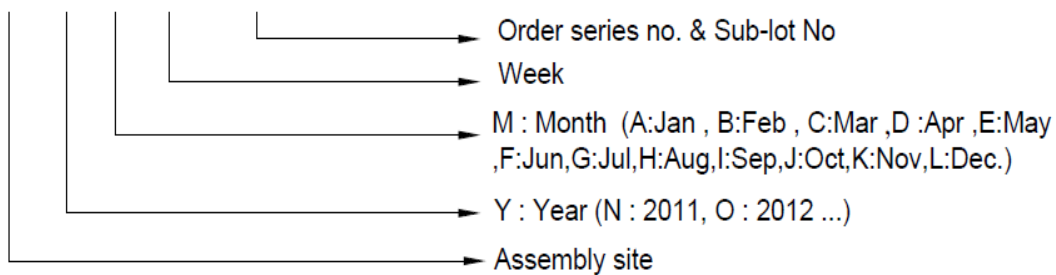 Order series no. & Sub-lot No
Week
M : Month  (A:Jan , B:Feb , C:Mar ,D :Apr ,E:May
,F:Jun,G:Jul,H:Aug,I:Sep,J:Oct,K:Nov,L:Dec.)
Y : Year (N : 2011, O : 2012 ...)
Assembly site